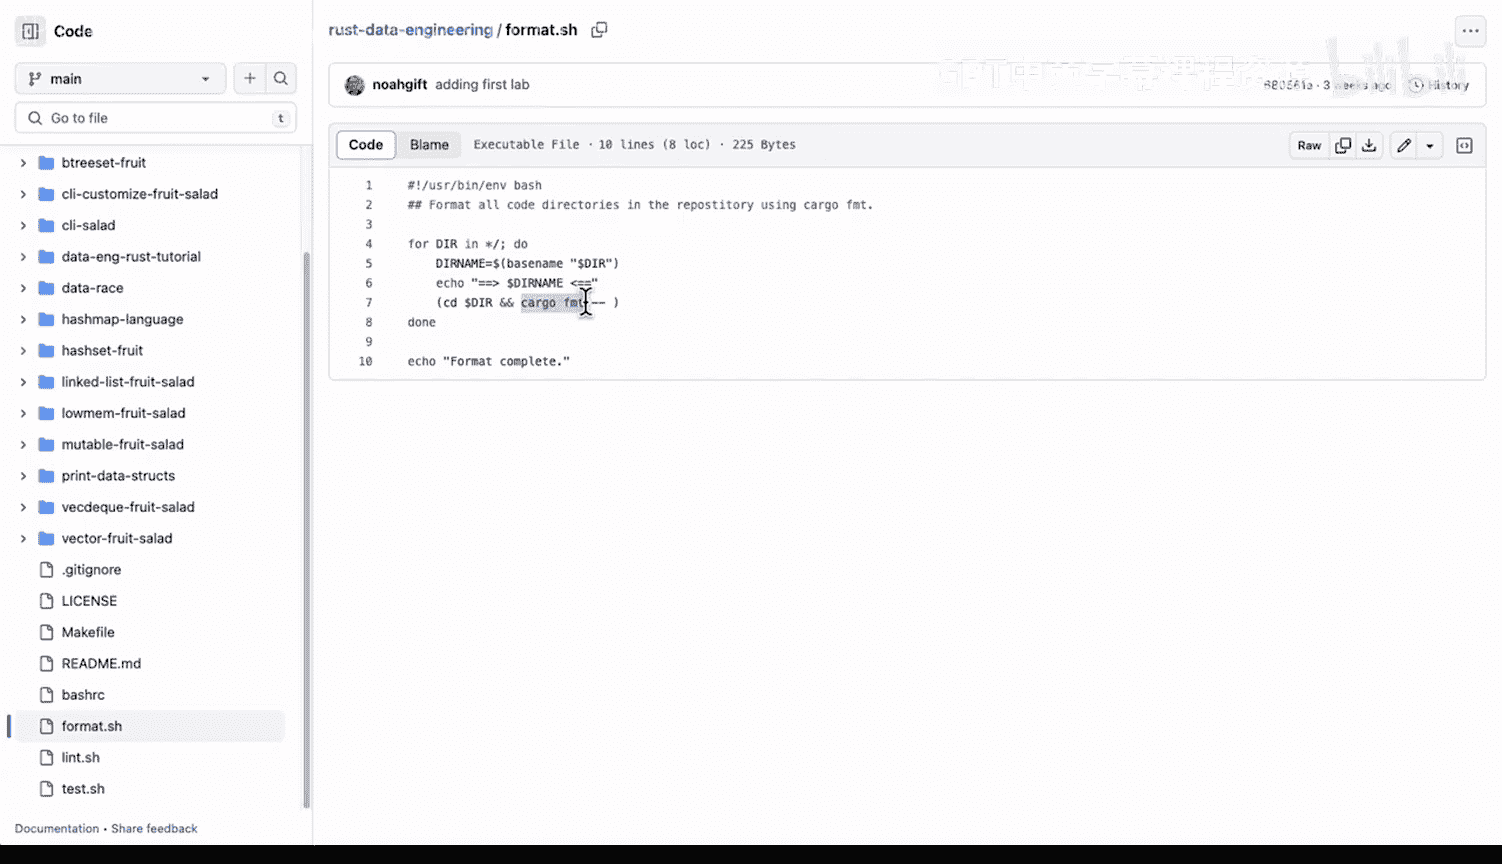 Code
rust-data-engineering / format.sh
main
Go to file
t
noahgift adding first lab
3 weeks ago
History
Code Blame Executable File · 10 lines (8 loc) · 225 Bytes
Raw
btreeset-fruit
cli-customize-fruit-salad
cli-salad
data-eng-rust-tutorial
data-race
hashmap-language
hashset-fruit
linked-list-fruit-salad
lowmem-fruit-salad
mutable-fruit-salad
print-data-structs
vecdeque-fruit-salad
vector-fruit-salad
.gitignore
LICENSE
Makefile
README.md
bashrc
format.sh
lint.sh
test.sh
Documentation • Share feedback
1 #!/usr/bin/env bash
2 ## Format all code directories in the repostitory using cargo fmt.
3
4 for DIR in */; do
5 DIRNAME=$(basename "$DIR")
6 echo "==> $DIRNAME <=="
7 (cd $DIR && cargo fmt -- )
8 done
9
10 echo "Format complete."